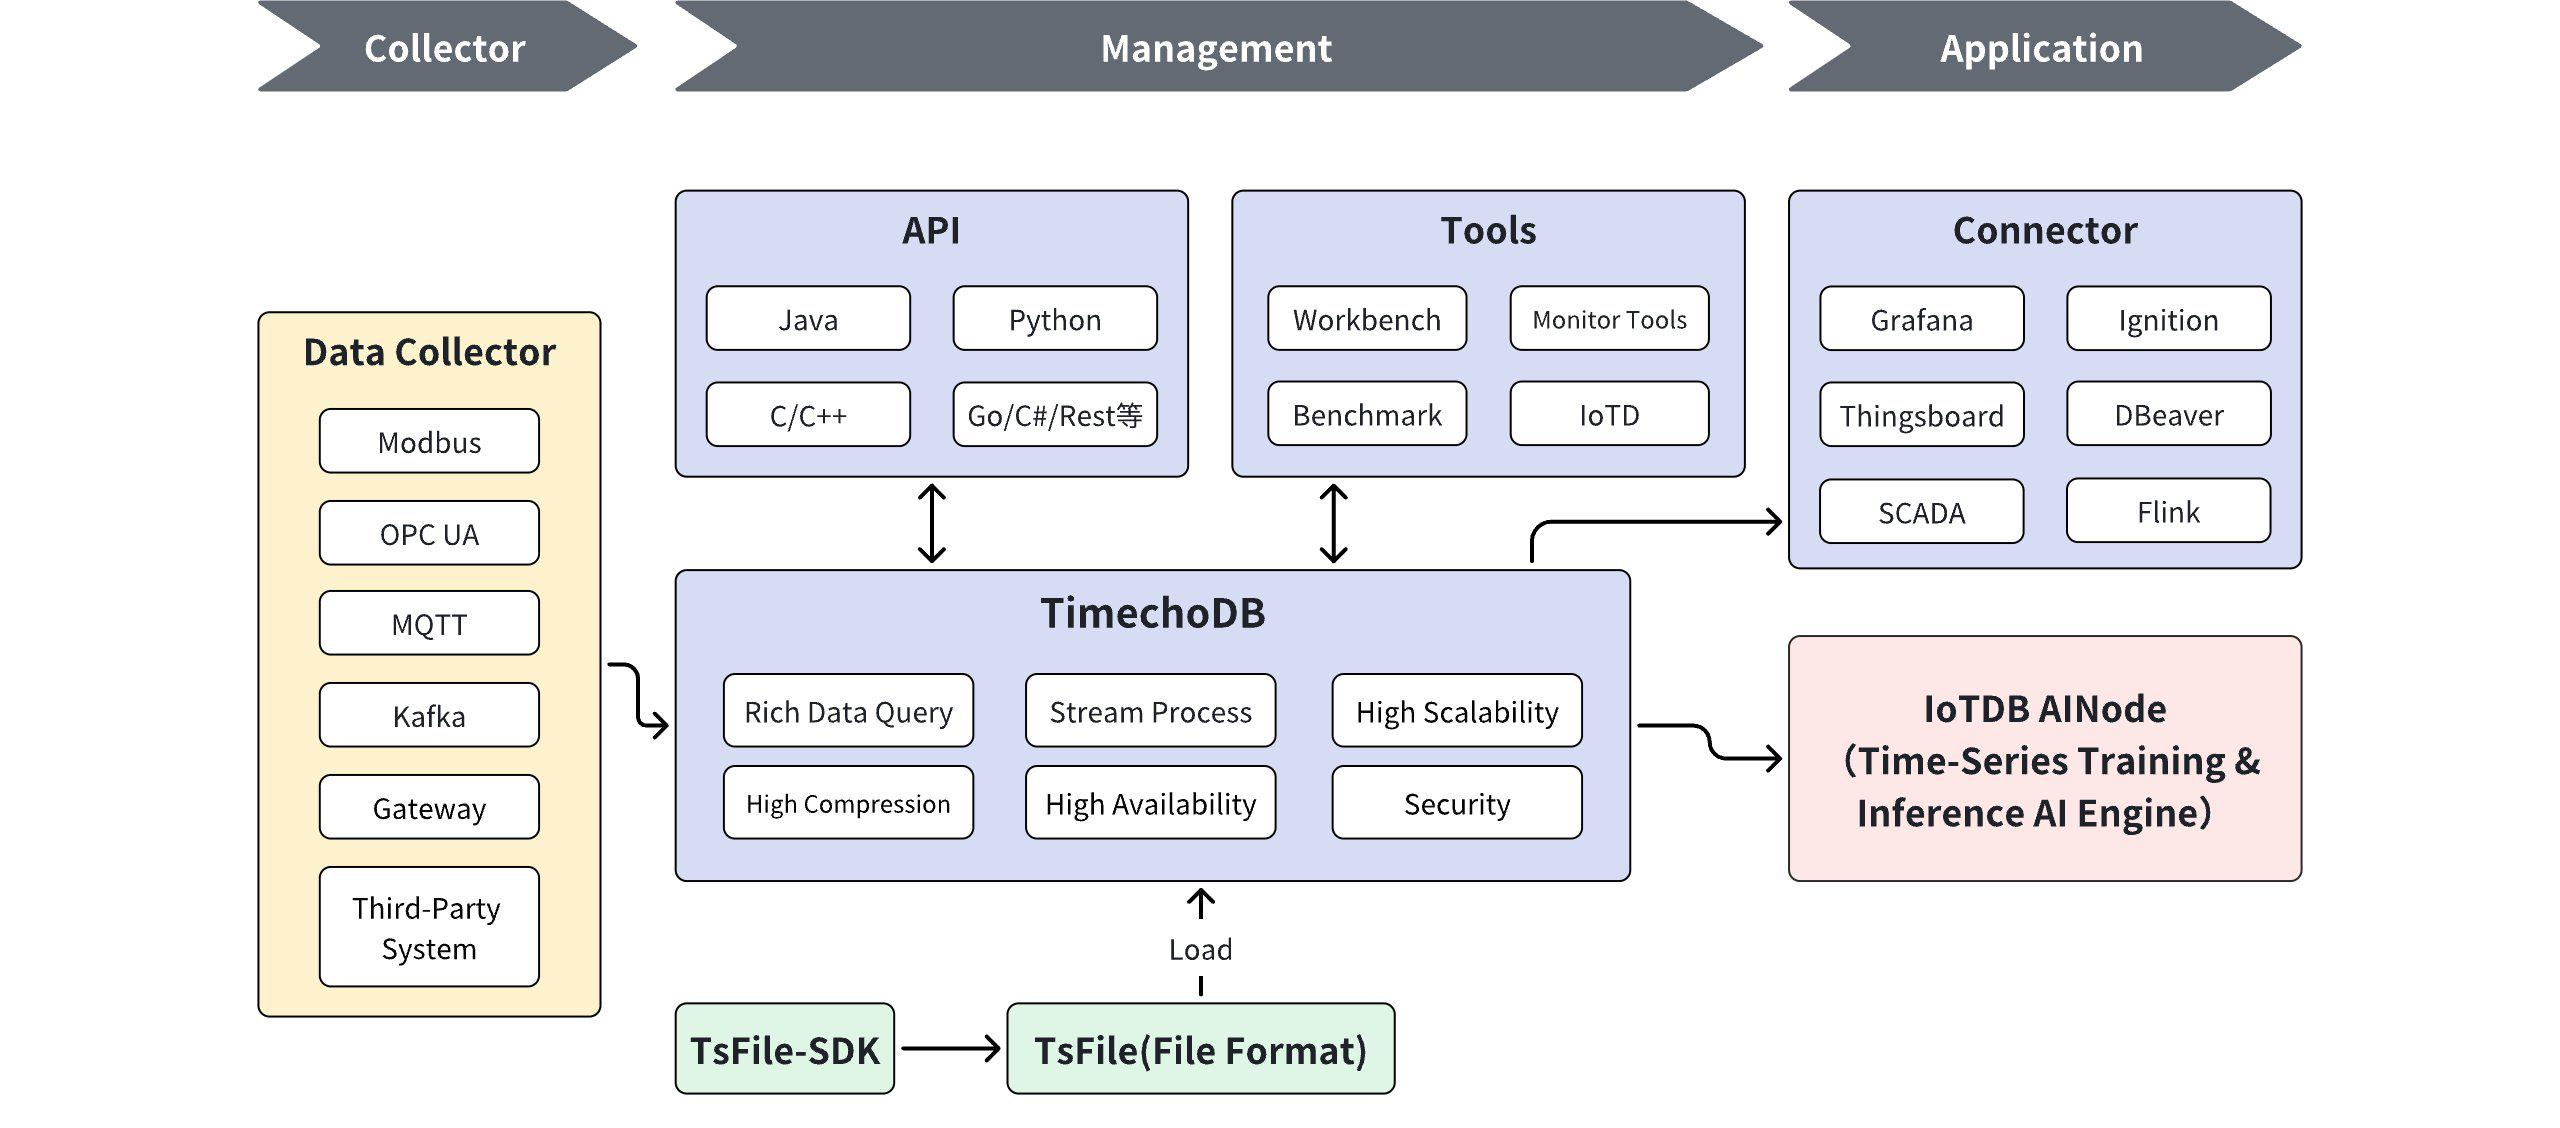 Collector
Management
Application
API
Java
Python
C/C++
Go/C#/Rest等
Tools
Workbench
Monitor Tools
Benchmark
IoTD
Connector
Grafana
Ignition
Thingsboard
DBeaver
SCADA
Flink
Data Collector
Modbus
OPC UA
MQTT
Kafka
Gateway
Third-Party
System
TimechoDB
Rich Data Query
Stream Process
High Scalability
High Compression
High Availability
Security
IoTDB AINode
（Time-Series Training &
Inference AI Engine）
Load
TsFile-SDK
TsFile(File Format)